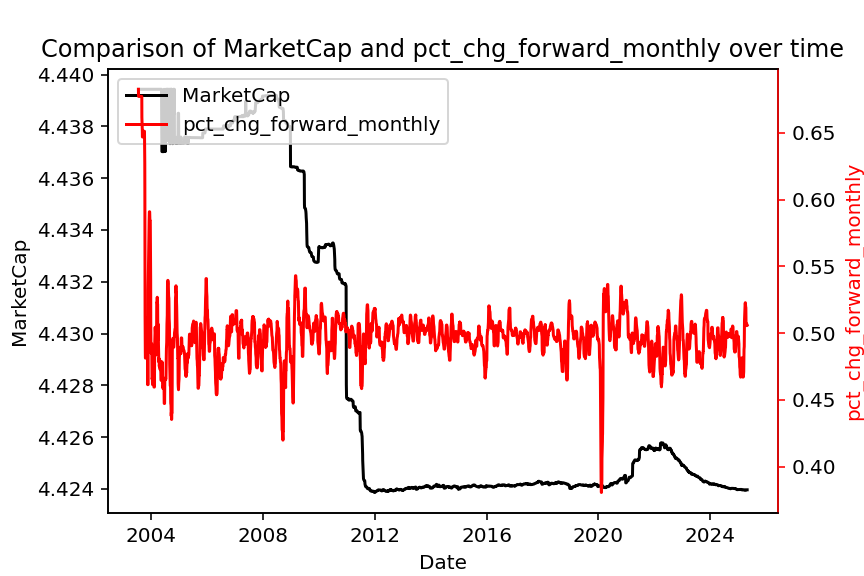 Comparison of MarketCap and pct_chg_forward_monthly over time
MarketCap
pct_chg_forward_monthly
4.440
4.438
4.436
4.434
4.432
4.430
4.428
4.426
4.424
MarketCap
0.65
0.60
0.55
0.50
0.45
0.40
pct_chg_forward_monthly
2004 2008 2012 2016 2020 2024
Date